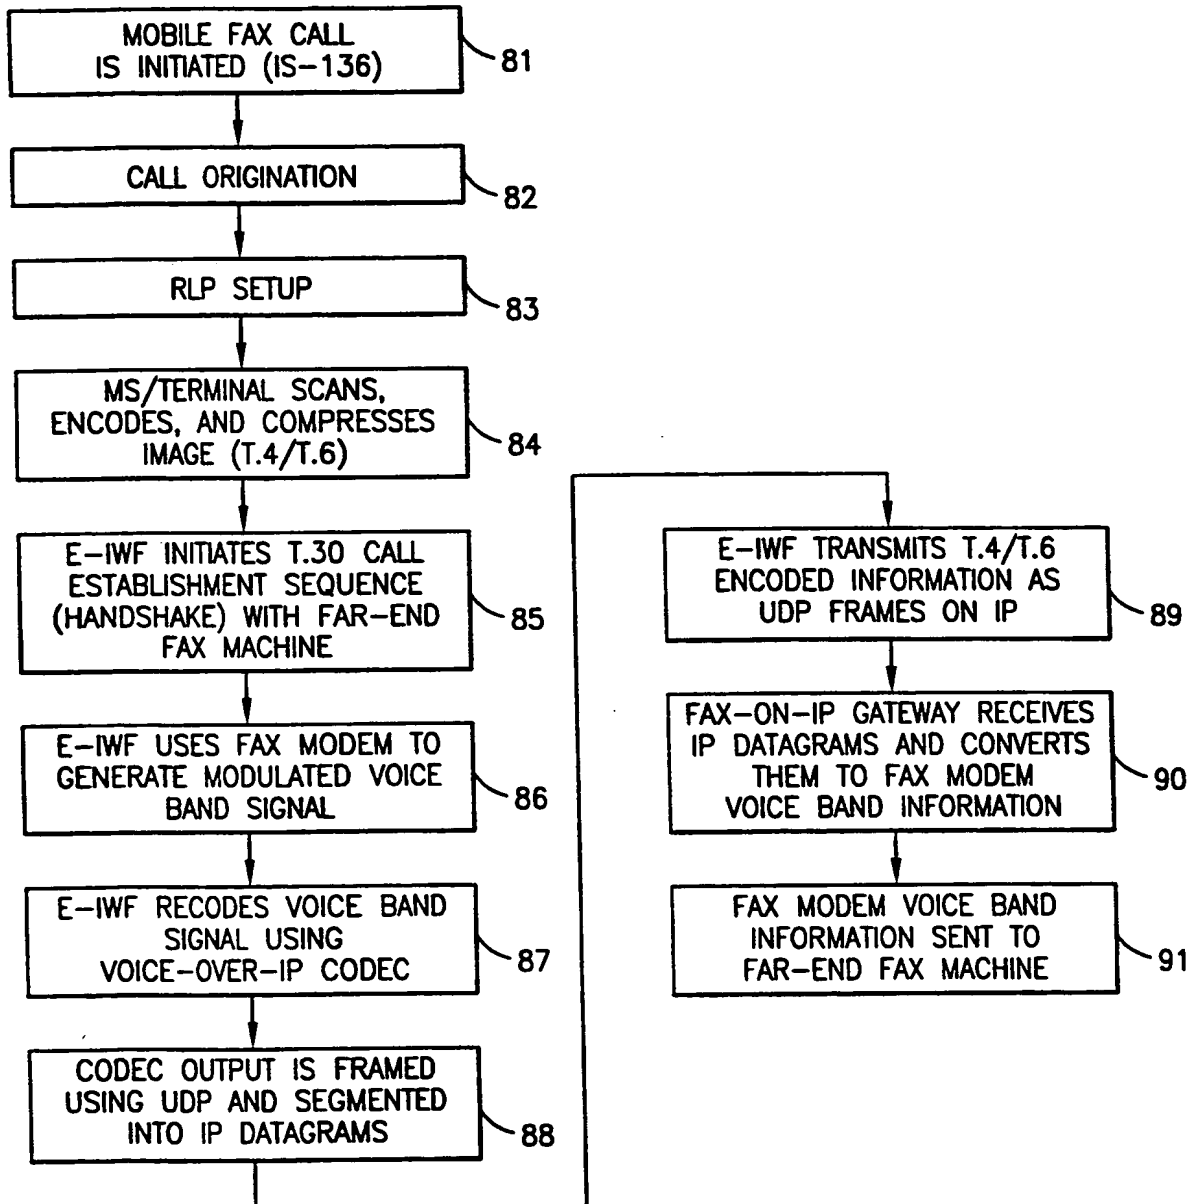 MOBILE FAX CALL
IS INITIATED (IS-136)
81
CALL ORIGINATION
82
RLP SETUP
83
MS/TERMINAL SCANS,
ENCODES, AND COMPRESSES
IMAGE (T.4/T.6)
84
E-IWF INITIATES T.30 CALL
ESTABLISHMENT SEQUENCE
(HANDSHAKE) WITH FAR-END
FAX MACHINE
85
E-IWF USES FAX MODEM TO
GENERATE MODULATED VOICE
BAND SIGNAL
86
E-IWF RECODES VOICE BAND
SIGNAL USING
VOICE-OVER-IP CODEC
87
CODEC OUTPUT IS FRAMED
USING UDP AND SEGMENTED
INTO IP DATAGRAMS
88
E-IWF TRANSMITS T.4/T.6
ENCODED INFORMATION AS
UDP FRAMES ON IP
89
FAX-ON-IP GATEWAY RECEIVES
IP DATAGRAMS AND CONVERTS
THEM TO FAX MODEM
VOICE BAND INFORMATION
90
FAX MODEM VOICE BAND
INFORMATION SENT TO
FAR-END FAX MACHINE
91